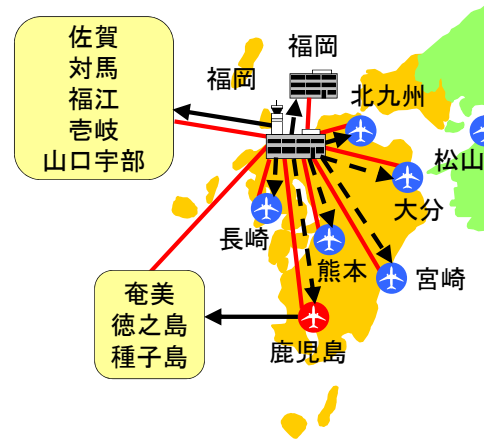 佐賀
対馬
福江
壱岐
山口宇部
福岡
福岡
北九州
松山
大分
長崎
熊本
宮崎
奄美
徳之島
種子島
鹿児島